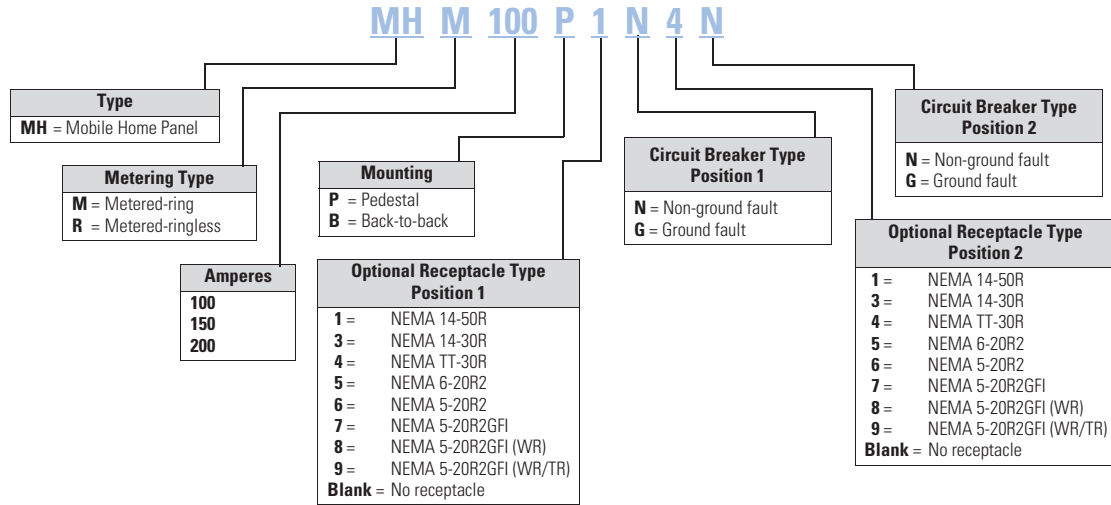 MH M 100 P 1 N 4 N
Type
MH = Mobile Home Panel
Metering Type
M = Metered-ring
R = Metered-ringless
Amperes
100
150
200
Mounting
P = Pedestal
B = Back-to-back
Optional Receptacle Type
Position 1
1 = NEMA 14-50R
3 = NEMA 14-30R
4 = NEMA TT-30R
5 = NEMA 6-20R2
6 = NEMA 5-20R2
7 = NEMA 5-20R2GFI
8 = NEMA 5-20R2GFI (WR)
9 = NEMA 5-20R2GFI (WR/TR)
Blank = No receptacle
Circuit Breaker Type
Position 1
N = Non-ground fault
G = Ground fault
Optional Receptacle Type
Position 2
1 = NEMA 14-50R
3 = NEMA 14-30R
4 = NEMA TT-30R
5 = NEMA 6-20R2
6 = NEMA 5-20R2
7 = NEMA 5-20R2GFI
8 = NEMA 5-20R2GFI (WR)
9 = NEMA 5-20R2GFI (WR/TR)
Blank = No receptacle
Circuit Breaker Type
Position 2
N = Non-ground fault
G = Ground fault